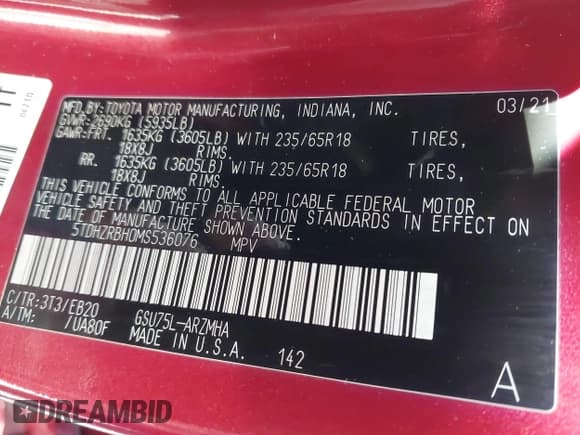 MFD.BY:TOYOTA MOTOR MANUFACTURING, INDIANA, INC. 03/21
GVWR:2690KG (5935LB)
GAWR:FRT. 1635KG (3605LB) WITH 235/65R18 TIRES,
18X8J RIMS.
RR. 1635KG (3605LB) WITH 235/65R18 TIRES,
18X8J RIMS.
THIS VEHICLE CONFORMS TO ALL APPLICABLE FEDERAL MOTOR
VEHICLE SAFETY AND THEFT PREVENTION STANDARDS IN EFFECT ON
THE DATE OF MANUFACTURE SHOWN ABOVE.
5TDHZRBH0MS536076 MPV
C/TR:3T3/EB20
A/TM: /UA80F
GSU75L-ARZMHA
MADE IN U.S.A. 142
A
DREAMBID